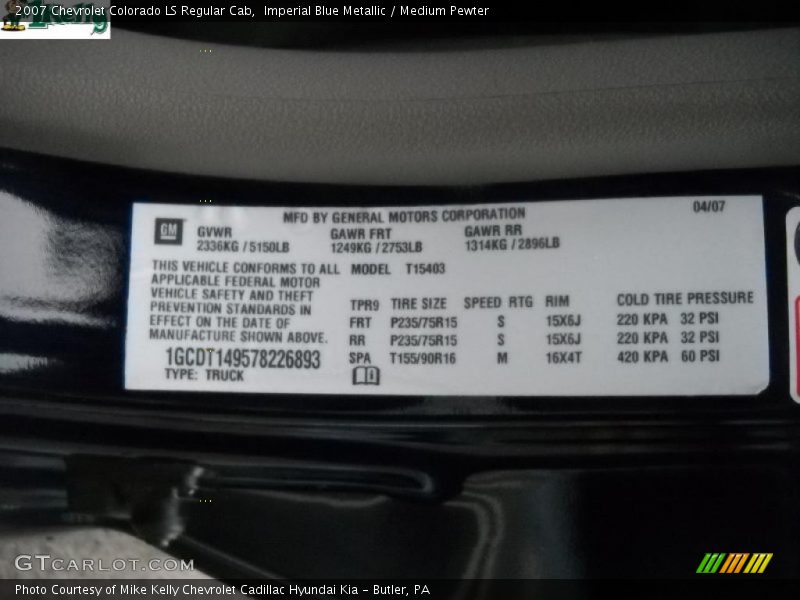 2007 Chevrolet Colorado LS Regular Cab,  Imperial Blue Metallic / Medium Pewter
MFD BY GENERAL MOTORS CORPORATION 04/07
GM GVWR GAWR FRT GAWR RR
2336KG / 5150LB 1249KG / 2753LB 1314KG / 2896LB
THIS VEHICLE CONFORMS TO ALL MODEL T15403
APPLICABLE FEDERAL MOTOR
VEHICLE SAFETY AND THEFT
PREVENTION STANDARDS IN
EFFECT ON THE DATE OF
MANUFACTURE SHOWN ABOVE.
1GCDT149578226893
TYPE: TRUCK
TPR9 TIRE SIZE SPEED RTG RIM COLD TIRE PRESSURE
FRT P235/75R15 S 15X6J 220 KPA 32 PSI
RR P235/75R15 S 15X6J 220 KPA 32 PSI
SPA T155/90R16 M 16X4T 420 KPA 60 PSI
GTCARLOT.COM
Photo Courtesy of Mike Kelly Chevrolet Cadillac Hyundai Kia – Butler, PA